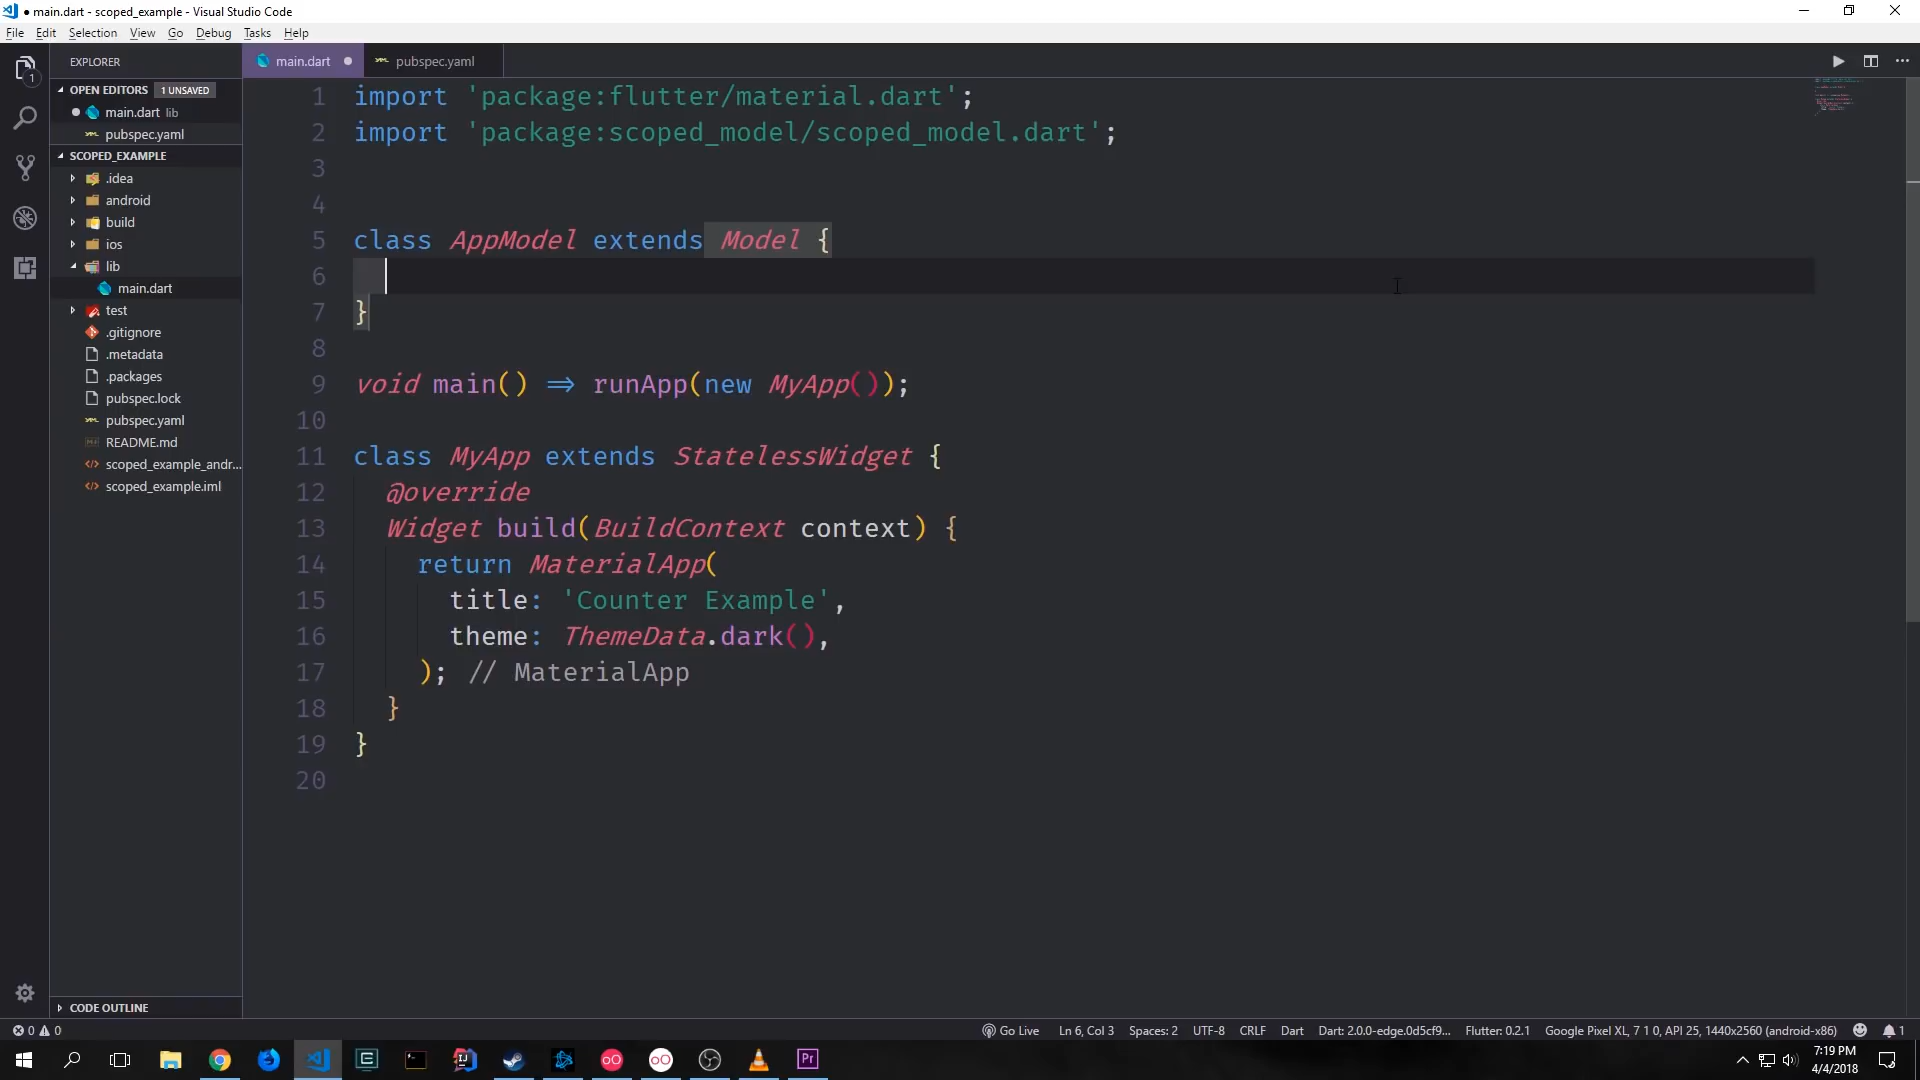 main.dart - scoped_example - Visual Studio Code
File Edit Selection View Go Debug Tasks Help
EXPLORER
main.dart
pubspec.yaml
1
OPEN EDITORS 1 UNSAVED
main.dart lib
pubspec.yaml
SCOPED_EXAMPLE
.idea
android
build
ios
lib
main.dart
test
.gitignore
.metadata
.packages
pubspec.lock
pubspec.yaml
README.md
scoped_example_andr...
scoped_example.iml
CODE OUTLINE
1 import 'package:flutter/material.dart';
2 import 'package:scoped_model/scoped_model.dart';
3
4
5 class AppModel extends Model {
6
7 }
8
9 void main() => runApp(new MyApp());
10
11 class MyApp extends StatelessWidget {
12 @override
13 Widget build(BuildContext context) {
14 return MaterialApp(
15 title: 'Counter Example',
16 theme: ThemeData.dark(),
17 ); // MaterialApp
18 }
19 }
20
0 0 Go Live Ln 6, Col 3 Spaces: 2 UTF-8 CRLF Dart Dart: 2.0.0-edge.0d5cf9... Flutter: 0.2.1 Google Pixel XL, 7 1 0, API 25, 1440x2560 (android-x86) 1
7:19 PM
4/4/2018